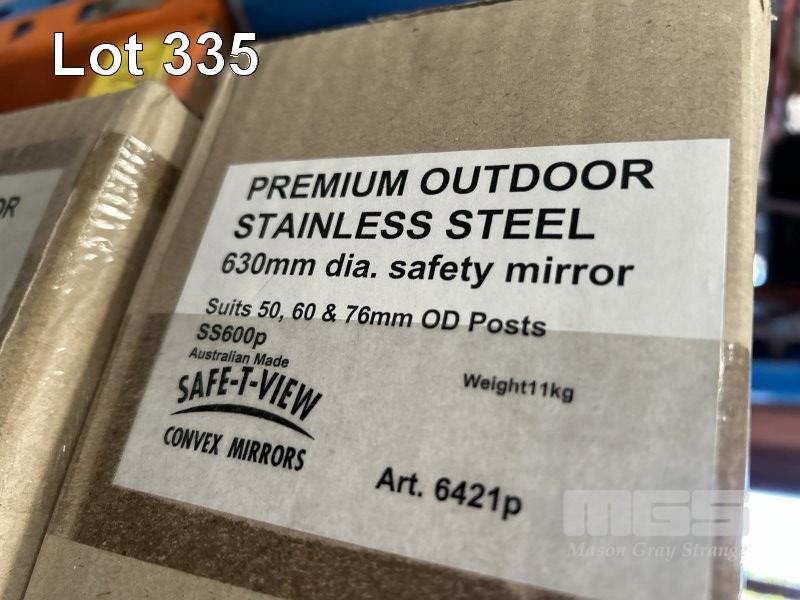 Lot 335
OR
PREMIUM OUTDOOR
STAINLESS STEEL
630mm dia. safety mirror
Suits 50, 60 & 76mm OD Posts
SS600p
Australian Made
SAFE-T-VIEW
CONVEX MIRRORS
Weight11kg
Art. 6421p
MGS
Mason Gray Strange